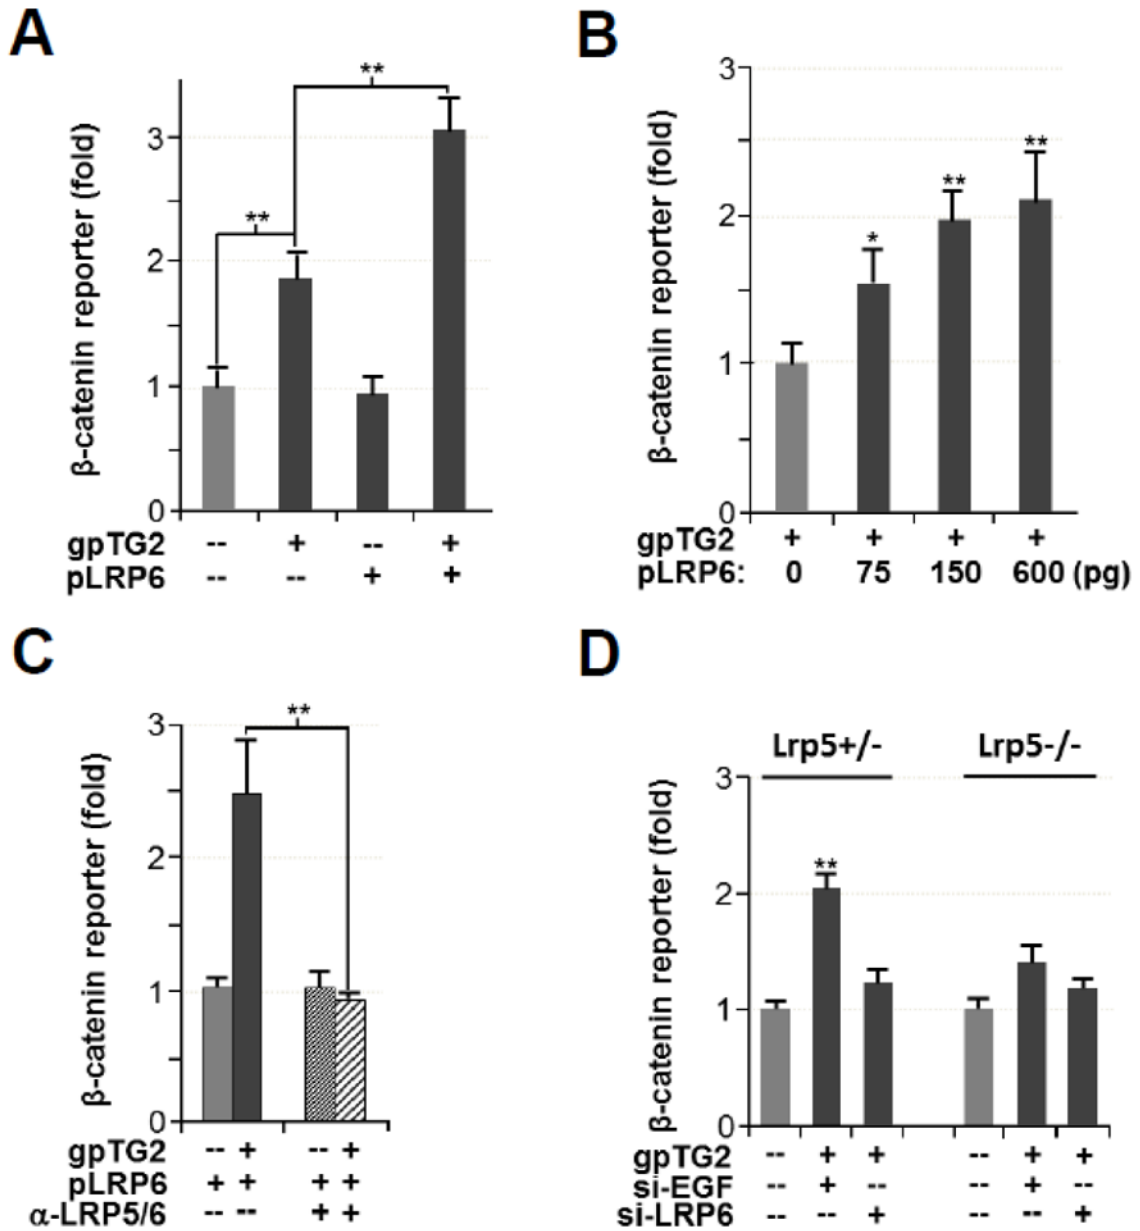 A
β-catenin reporter (fold)
3
2
1
0
**
**
gpTG2 -- + -- +
pLRP6 -- -- + +
B
β-catenin reporter (fold)
3
2
1
0
*
**
**
gpTG2 + + + +
pLRP6: 0 75 150 600 (pg)
C
β-catenin reporter (fold)
3
2
1
0
**
gpTG2 -- + -- +
pLRP6 + + + +
α-LRP5/6 -- -- + +
D
Lrp5+/- Lrp5-/-
β-catenin reporter (fold)
3
2
1
0
**
gpTG2 -- + + -- + +
si-EGF -- + -- -- + --
si-LRP6 -- -- + -- -- +